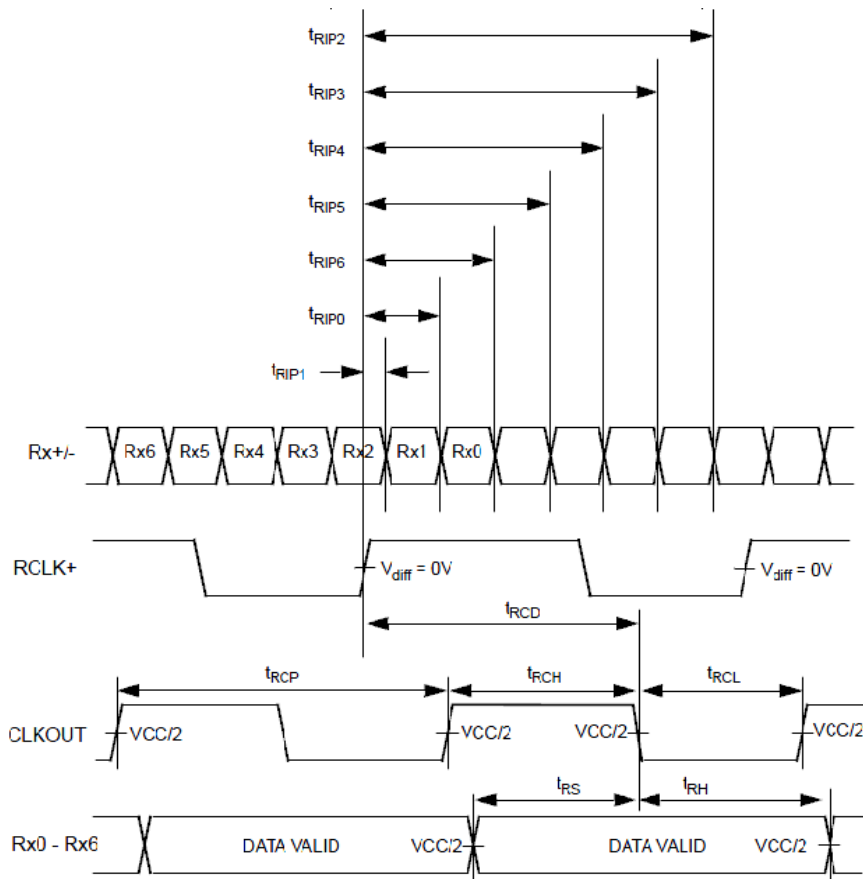 tRIP2
tRIP3
tRIP4
tRIP5
tRIP6
tRIP0
tRIP1
Rx+/- Rx6 Rx5 Rx4 Rx3 Rx2 Rx1 Rx0
RCLK+ Vdiff = 0V Vdiff = 0V
tRCD
tRCP tRCH tRCL
CLKOUT VCC/2 VCC/2 VCC/2 VCC/2
tRS tRH
Rx0 - Rx6 DATA VALID VCC/2 DATA VALID VCC/2